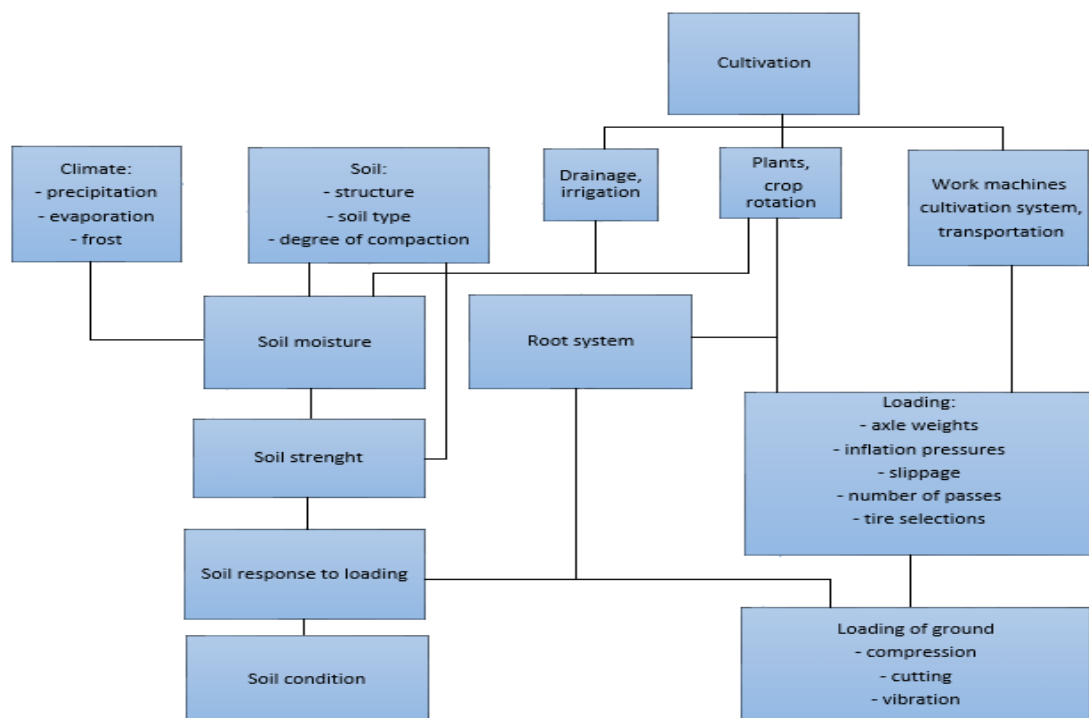 Cultivation
Climate:
- precipitation
- evaporation
- frost
Soil:
- structure
- soil type
- degree of compaction
Drainage,
irrigation
Plants,
crop
rotation
Work machines
cultivation system,
transportation
Soil moisture
Root system
Loading:
- axle weights
- inflation pressures
- slippage
- number of passes
- tire selections
Soil strenght
Soil response to loading
Loading of ground
- compression
- cutting
- vibration
Soil condition